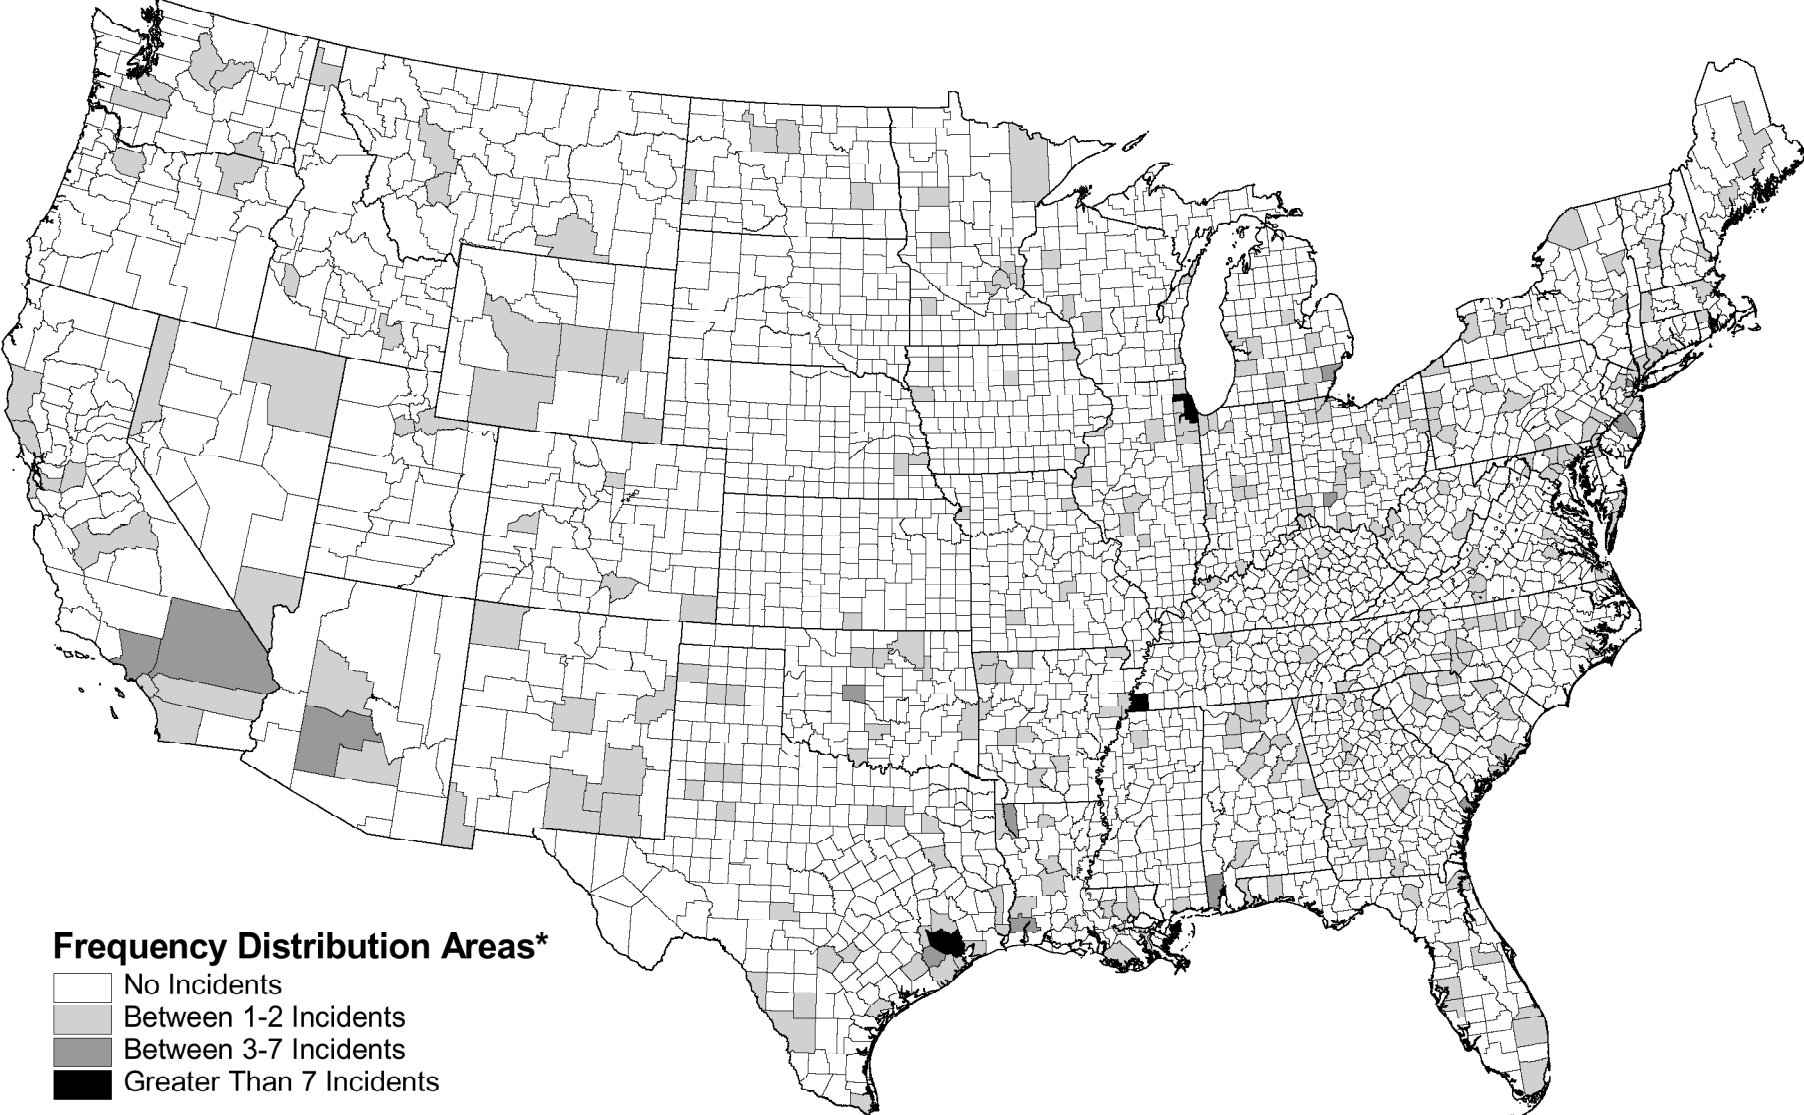 Frequency Distribution Areas*
No Incidents
Between 1-2 Incidents
Between 3-7 Incidents
Greater Than 7 Incidents